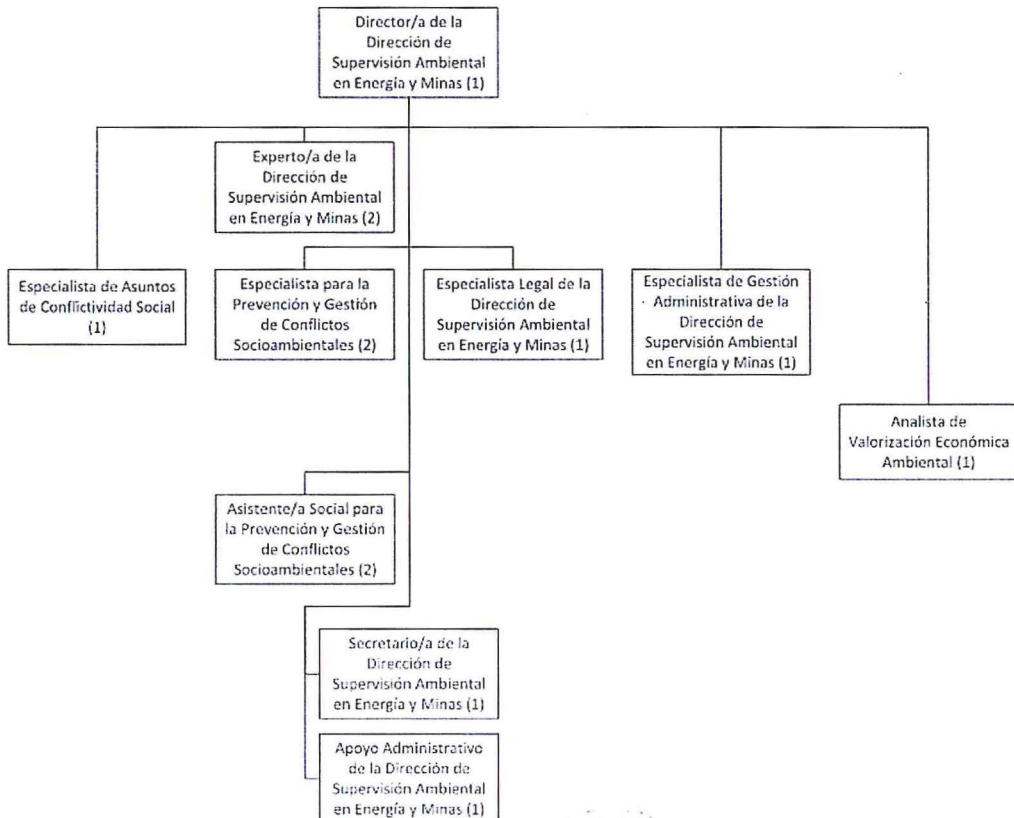 Director/a de la
Dirección de
Supervisión Ambiental
en Energía y Minas (1)
Experto/a de la
Dirección de
Supervisión Ambiental
en Energía y Minas (2)
Especialista de Asuntos
de Conflictividad Social
(1)
Especialista para la
Prevención y Gestión
de Conflictos
Socioambientales (2)
Especialista Legal de la
Dirección de
Supervisión Ambiental
en Energía y Minas (1)
Especialista de Gestión
Administrativa de la
Dirección de
Supervisión Ambiental
en Energía y Minas (1)
Analista de
Valorización Económica
Ambiental (1)
Asistente/a Social para
la Prevención y Gestión
de Conflictos
Socioambientales (2)
Secretario/a de la
Dirección de
Supervisión Ambiental
en Energía y Minas (1)
Apoyo Administrativo
de la Dirección de
Supervisión Ambiental
en Energía y Minas (1)